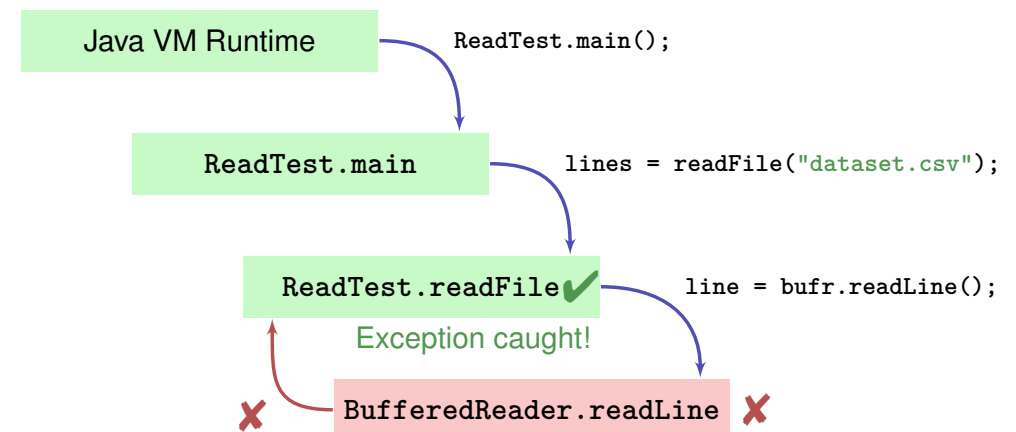 Java VM Runtime
ReadTest.main();
ReadTest.main
lines = readFile("dataset.csv");
ReadTest.readFile
line = bufr.readLine();
Exception caught!
BufferedReader.readLine